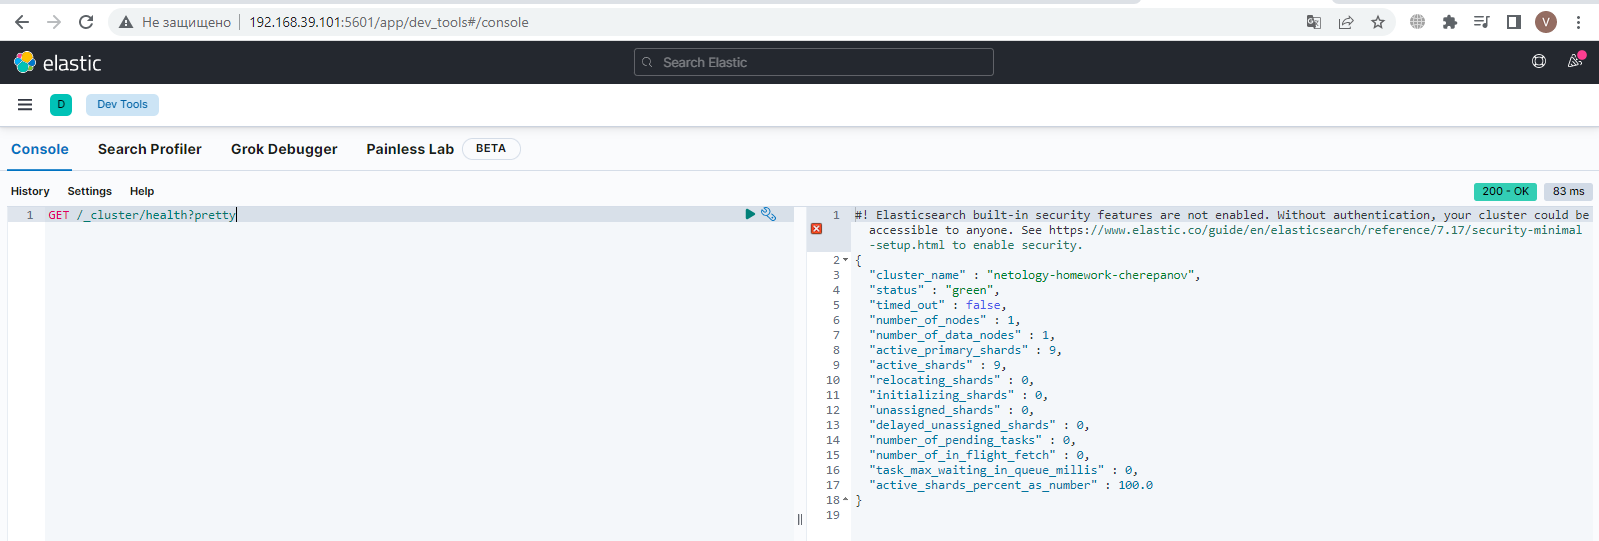 Не защищено
192.168.39.101:5601/app/dev_tools#/console
V
elastic
Search Elastic
D
Dev Tools
Console
Search Profiler
Grok Debugger
Painless Lab
BETA
History
Settings
Help
200 - OK
83 ms
1 GET /_cluster/health?pretty
1 #! Elasticsearch built-in security features are not enabled. Without authentication, your cluster could be
accessible to anyone. See https://www.elastic.co/guide/en/elasticsearch/reference/7.17/security-minimal
-setup.html to enable security.
2 {
3 "cluster_name" : "netology-homework-cherepanov",
4 "status" : "green",
5 "timed_out" : false,
6 "number_of_nodes" : 1,
7 "number_of_data_nodes" : 1,
8 "active_primary_shards" : 9,
9 "active_shards" : 9,
10 "relocating_shards" : 0,
11 "initializing_shards" : 0,
12 "unassigned_shards" : 0,
13 "delayed_unassigned_shards" : 0,
14 "number_of_pending_tasks" : 0,
15 "number_of_in_flight_fetch" : 0,
16 "task_max_waiting_in_queue_millis" : 0,
17 "active_shards_percent_as_number" : 100.0
18 }
19